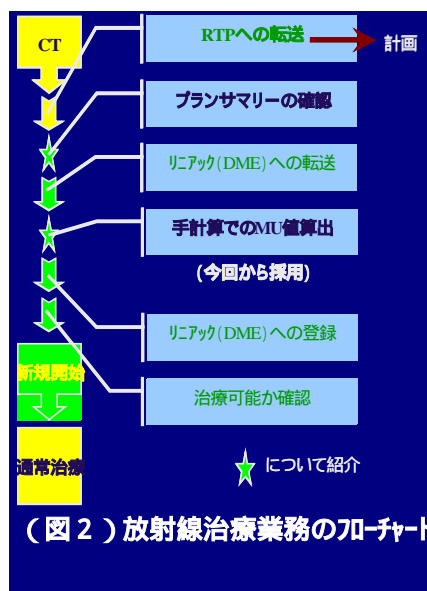 CT
RTPへの転送
計画
プランサマリーの確認
ﾘﾆｱｯｸ(DME)への転送
手計算でのMU値算出
(今回から採用)
ﾘﾆｱｯｸ(DME)への登録
新規開始
治療可能か確認
通常治療
について紹介
(図２)放射線治療業務のﾌﾛｰﾁｬｰﾄ